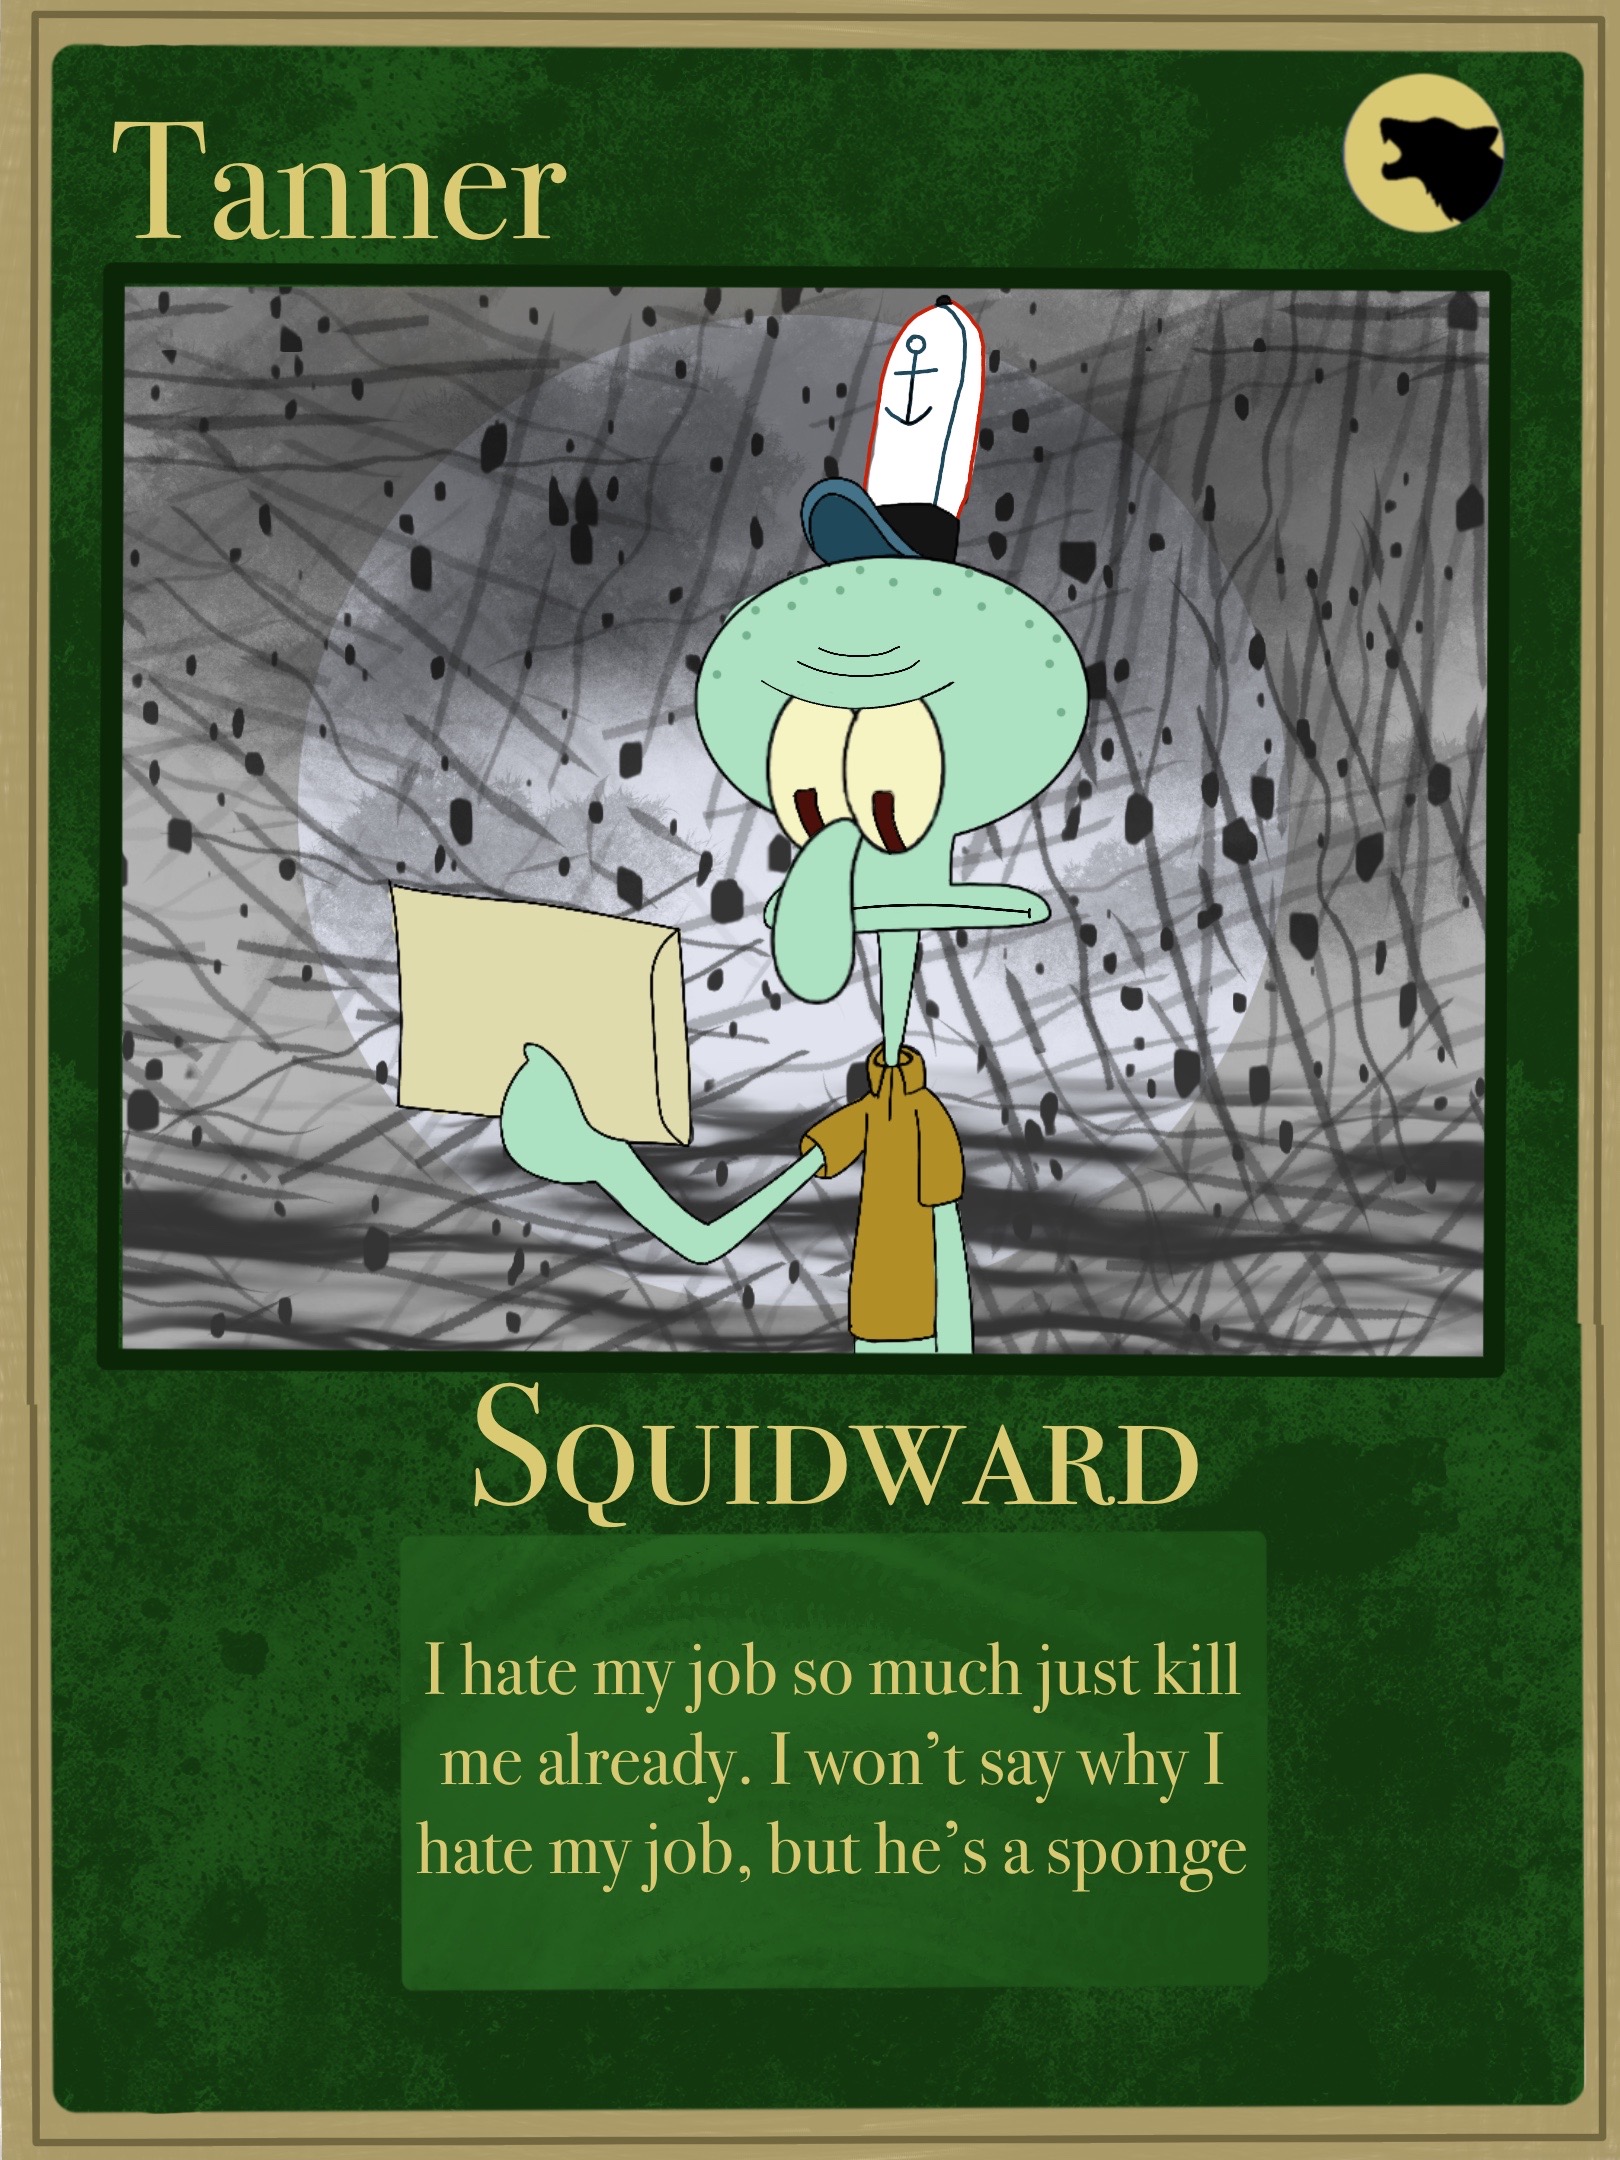 Tanner
Squidward
I hate my job so much just kill
me already. I won’t say why I
hate my job, but he’s a sponge